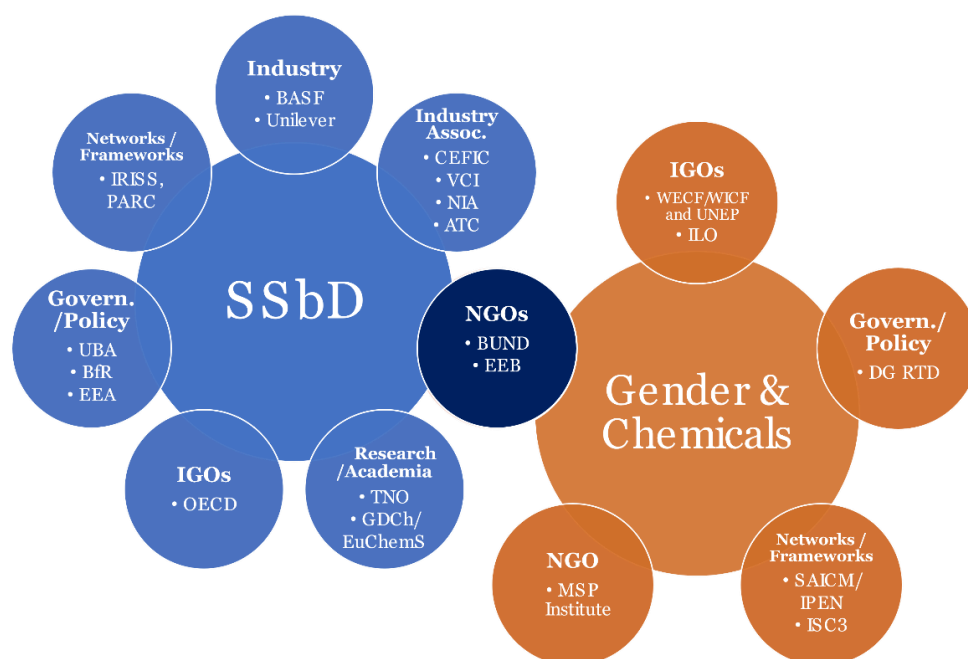 Industry
• BASF
• Unilever
Industry
Assoc.
• CEFIC
• VCI
• NIA
• ATC
Networks /
Frameworks
• IRISS,
PARC
SSbD
Govern.
/Policy
• UBA
• BfR
• EEA
IGOs
• OECD
Research
/Academia
• TNO
• GDCh/
EuChemS
NGOs
• BUND
• EEB
IGOs
• WECF/WICF
and UNEP
• ILO
Gender &
Chemicals
Govern./
Policy
• DG RTD
NGO
• MSP
Institute
Networks /
Frameworks
• SAICM/
IPEN
• ISC3